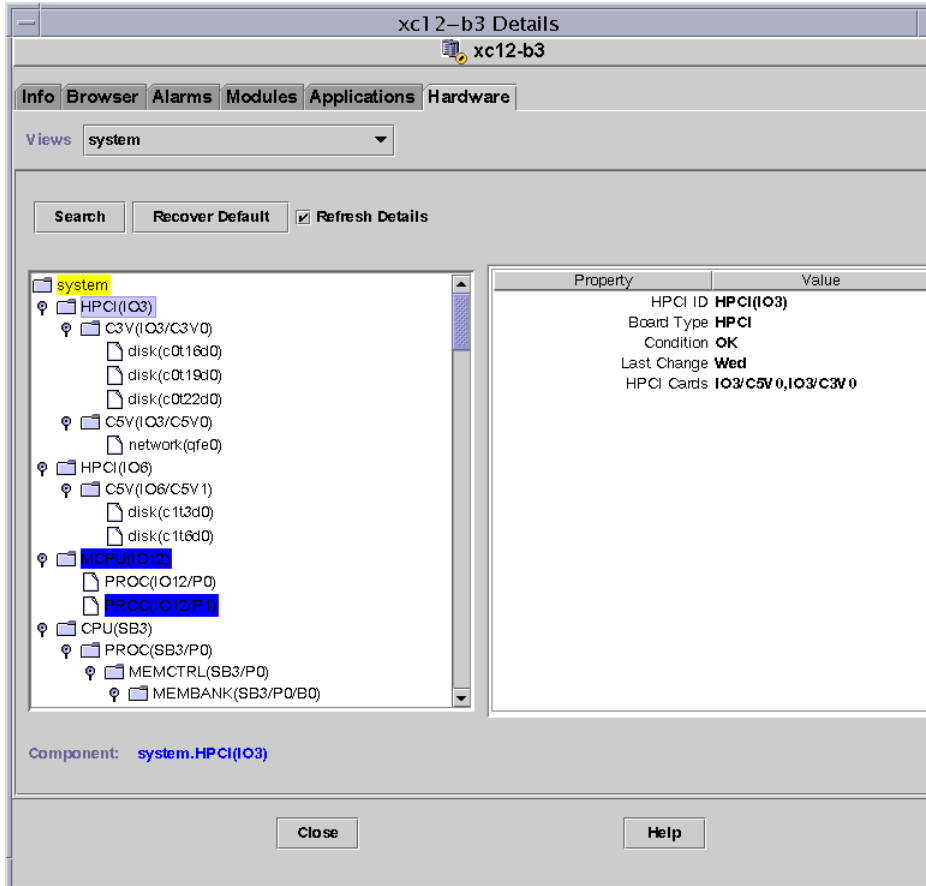 xc12–b3 Details
xc12-b3
Info Browser Alarms Modules Applications Hardware
Views system
Search Recover Default Refresh Details
system
HPCI(IO3)
C3V(IO3/C3V0)
disk(c0t16d0)
disk(c0t19d0)
disk(c0t22d0)
C5V(IO3/C5V0)
network(qfe0)
HPCI(IO6)
C5V(IO6/C5V1)
disk(c1t3d0)
disk(c1t6d0)
MCPU(IO12)
PROC(IO12/P0)
PROC(IO12/P1)
CPU(SB3)
PROC(SB3/P0)
MEMCTRL(SB3/P0)
MEMBANK(SB3/P0/B0)
Property Value
HPCI ID HPCI(IO3)
Board Type HPCI
Condition OK
Last Change Wed
HPCI Cards IO3/C5V0,IO3/C3V0
Component: system.HPCI(IO3)
Close Help